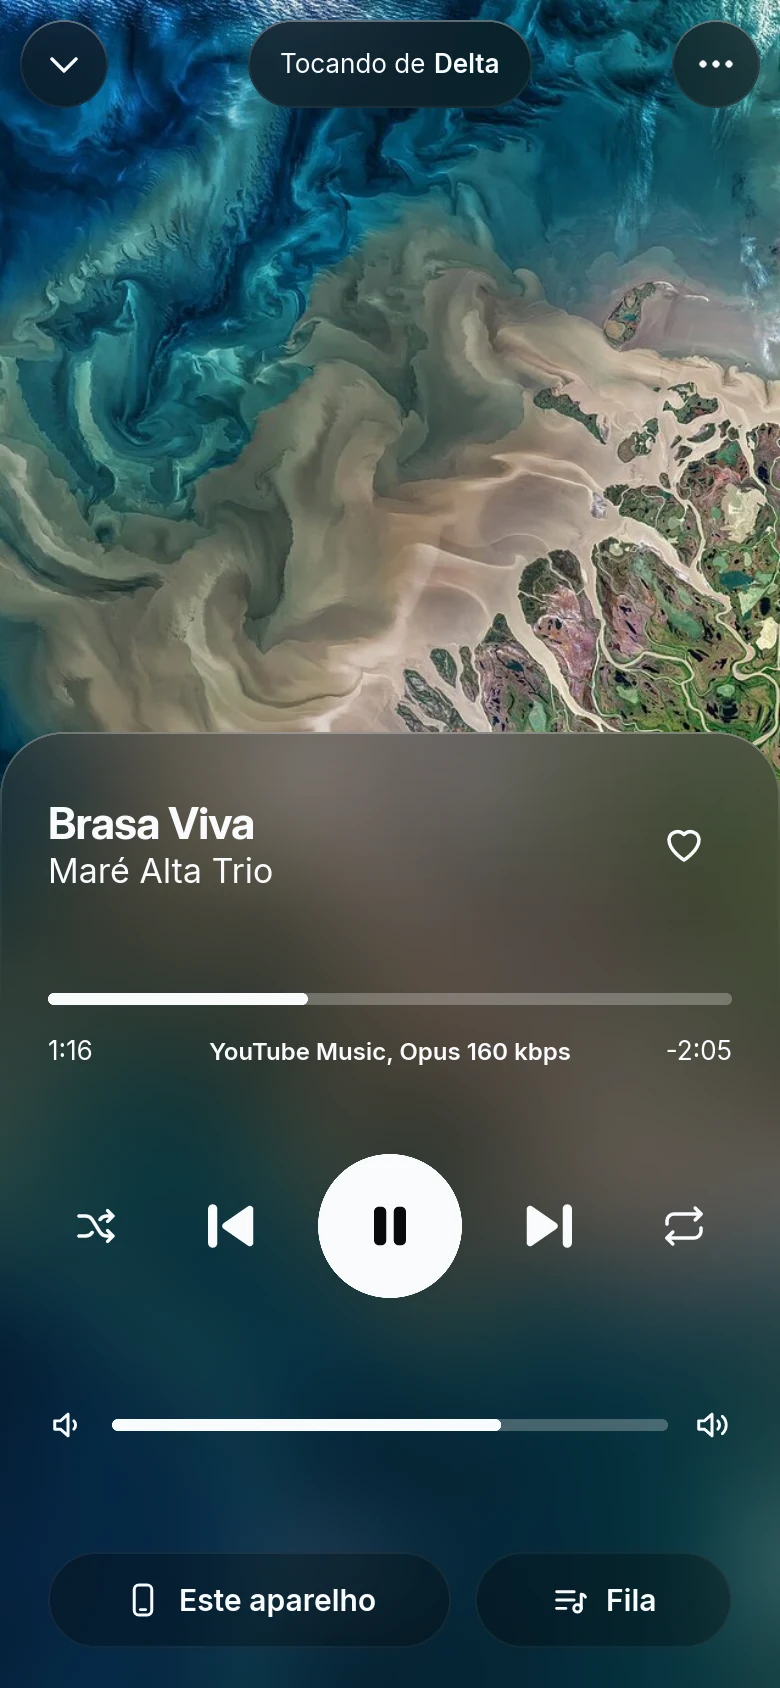 Tocando de Delta
Brasa Viva
Maré Alta Trio
1:16 YouTube Music, Opus 160 kbps -2:05
Este aparelho Fila